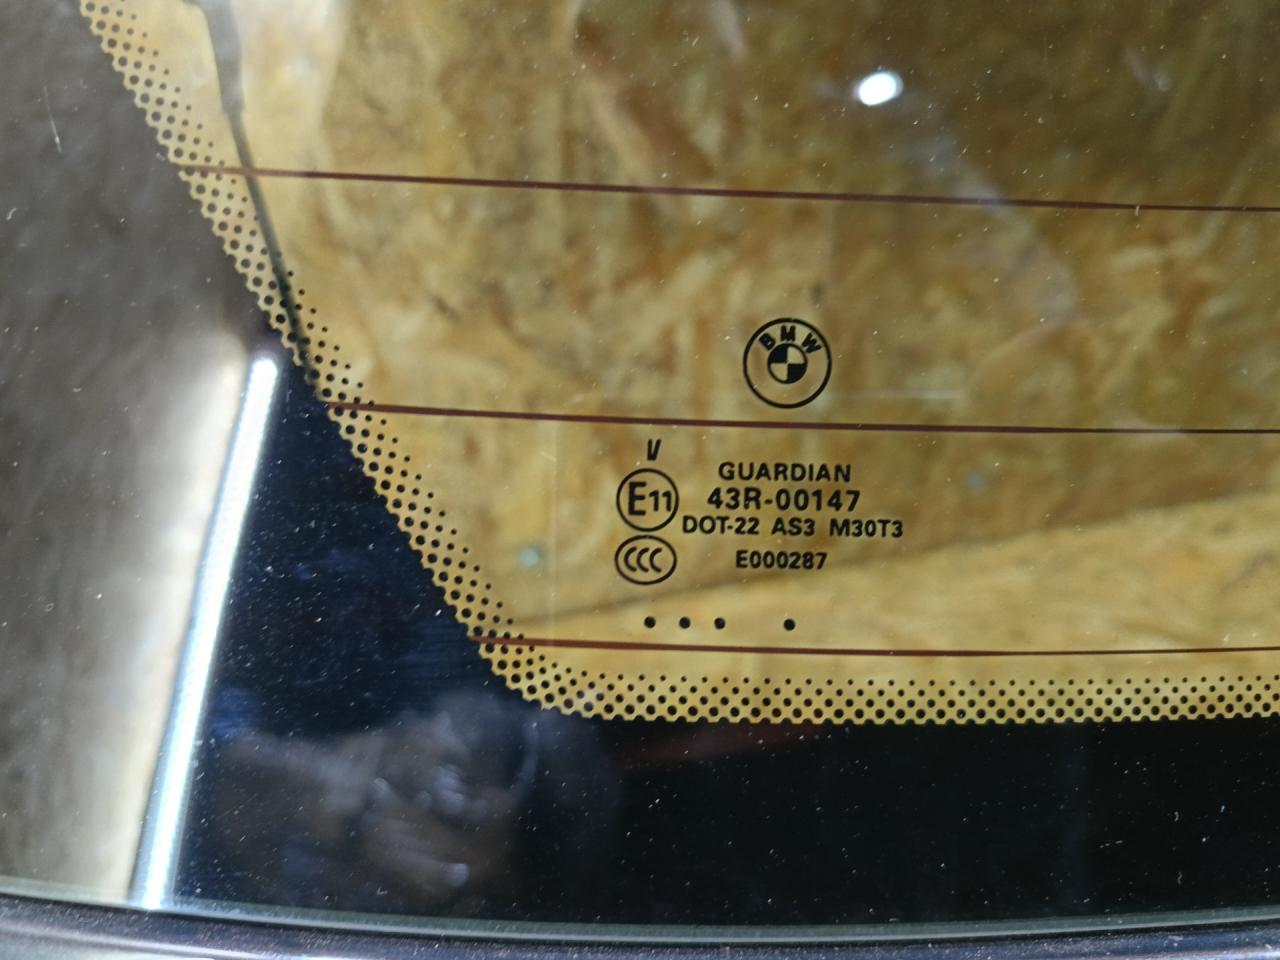 BMW
V
GUARDIAN
E11 43R-00147
DOT-22 AS3 M30T3
CCC E000287